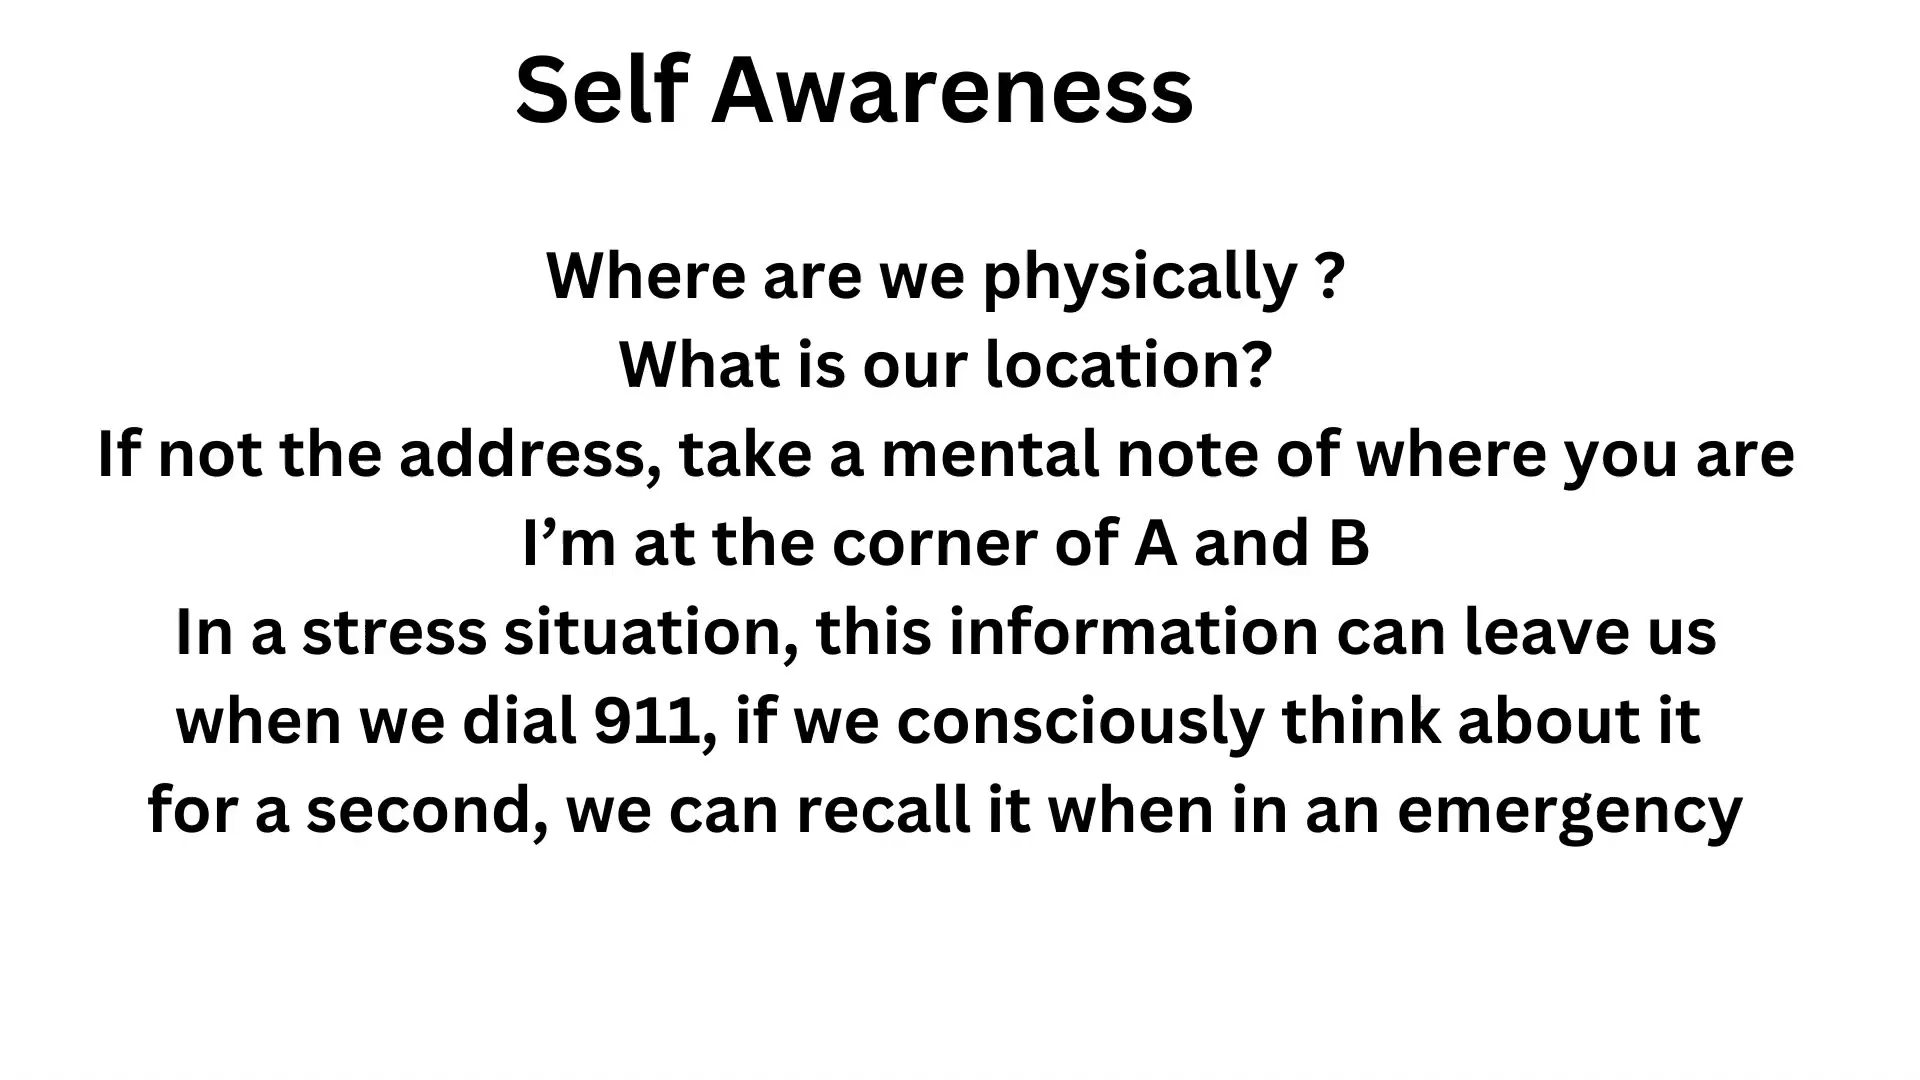 Self Awareness
Where are we physically ?
What is our location?
If not the address, take a mental note of where you are
I’m at the corner of A and B
In a stress situation, this information can leave us
when we dial 911, if we consciously think about it
for a second, we can recall it when in an emergency